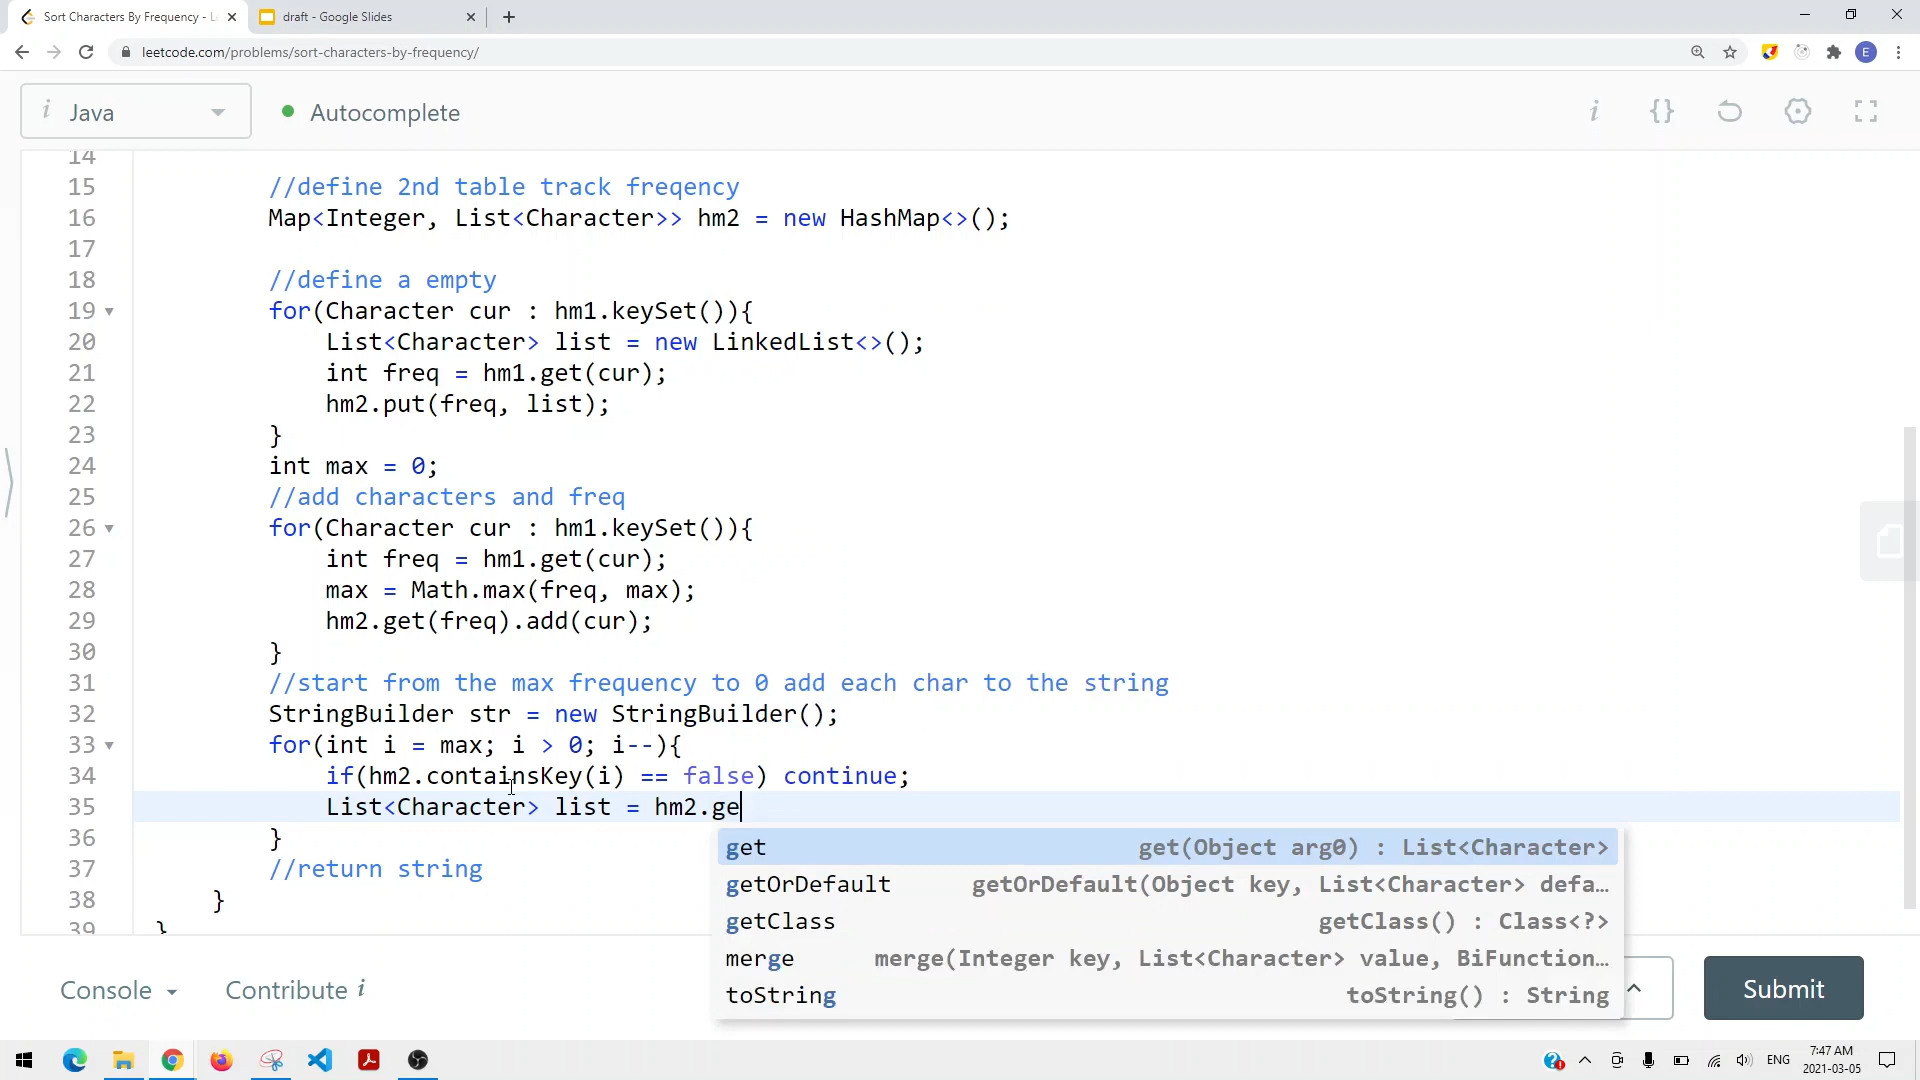 Sort Characters By Frequency - L
draft - Google Slides
leetcode.com/problems/sort-characters-by-frequency/
E
i Java
Autocomplete
i {}
14
15 //define 2nd table track freqency
16 Map<Integer, List<Character>> hm2 = new HashMap<>();
17
18 //define a empty
19 for(Character cur : hm1.keySet()){
20 List<Character> list = new LinkedList<>();
21 int freq = hm1.get(cur);
22 hm2.put(freq, list);
23 }
24 int max = 0;
25 //add characters and freq
26 for(Character cur : hm1.keySet()){
27 int freq = hm1.get(cur);
28 max = Math.max(freq, max);
29 hm2.get(freq).add(cur);
30 }
31 //start from the max frequency to 0 add each char to the string
32 StringBuilder str = new StringBuilder();
33 for(int i = max; i > 0; i--){
34 if(hm2.containsKey(i) == false) continue;
35 List<Character> list = hm2.ge
36 }
37 //return string
38 }
39 }
get get(Object arg0) : List<Character>
getOrDefault getOrDefault(Object key, List<Character> defa…
getClass getClass() : Class<?>
merge merge(Integer key, List<Character> value, BiFunction…
toString toString() : String
Console
Contribute i
Submit
ENG
7:47 AM
2021-03-05